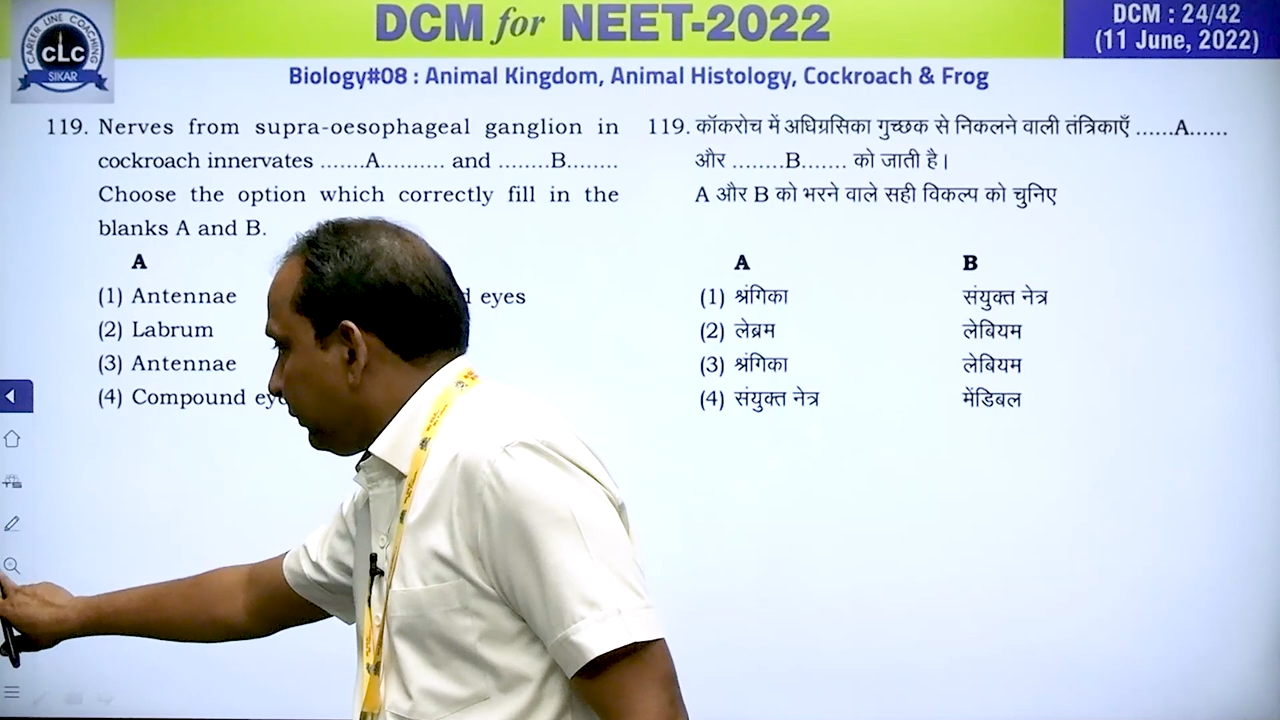 DCM for NEET-2022
DCM : 24/42
(11 June, 2022)
CAREER LINE COACHING
CLC
SIKAR
Biology#08 : Animal Kingdom, Animal Histology, Cockroach & Frog
119. Nerves from supra-oesophageal ganglion in
cockroach innervates .......A.......... and ........B........
Choose the option which correctly fill in the
blanks A and B.
A
(1) Antennae eyes
(2) Labrum
(3) Antennae
(4) Compound
119. कॉकरोच में अधिग्रसिका गुच्छक से निकलने वाली तंत्रिकाएँ ......A......
और ........B....... को जाती है।
A और B को भरने वाले सही विकल्प को चुनिए
A B
(1) श्रंगिका संयुक्त नेत्र
(2) लेब्रम लेबियम
(3) श्रंगिका लेबियम
(4) संयुक्त नेत्र मेंडिबल